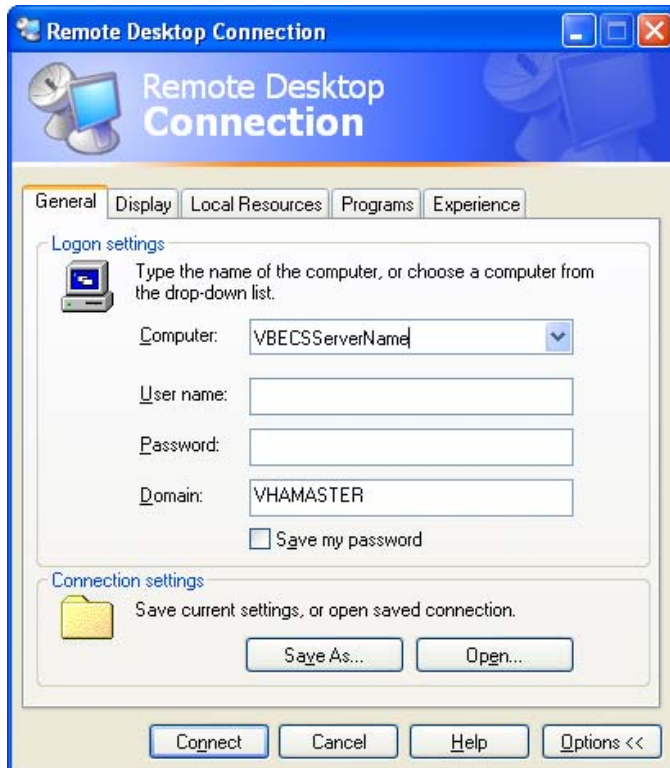 Remote Desktop Connection
Remote Desktop
Connection
General Display Local Resources Programs Experience
Logon settings
Type the name of the computer, or choose a computer from
the drop-down list.
Computer: VBECSServerName
User name:
Password:
Domain: VHAMASTER
Save my password
Connection settings
Save current settings, or open saved connection.
Save As... Open...
Connect Cancel Help Options <<